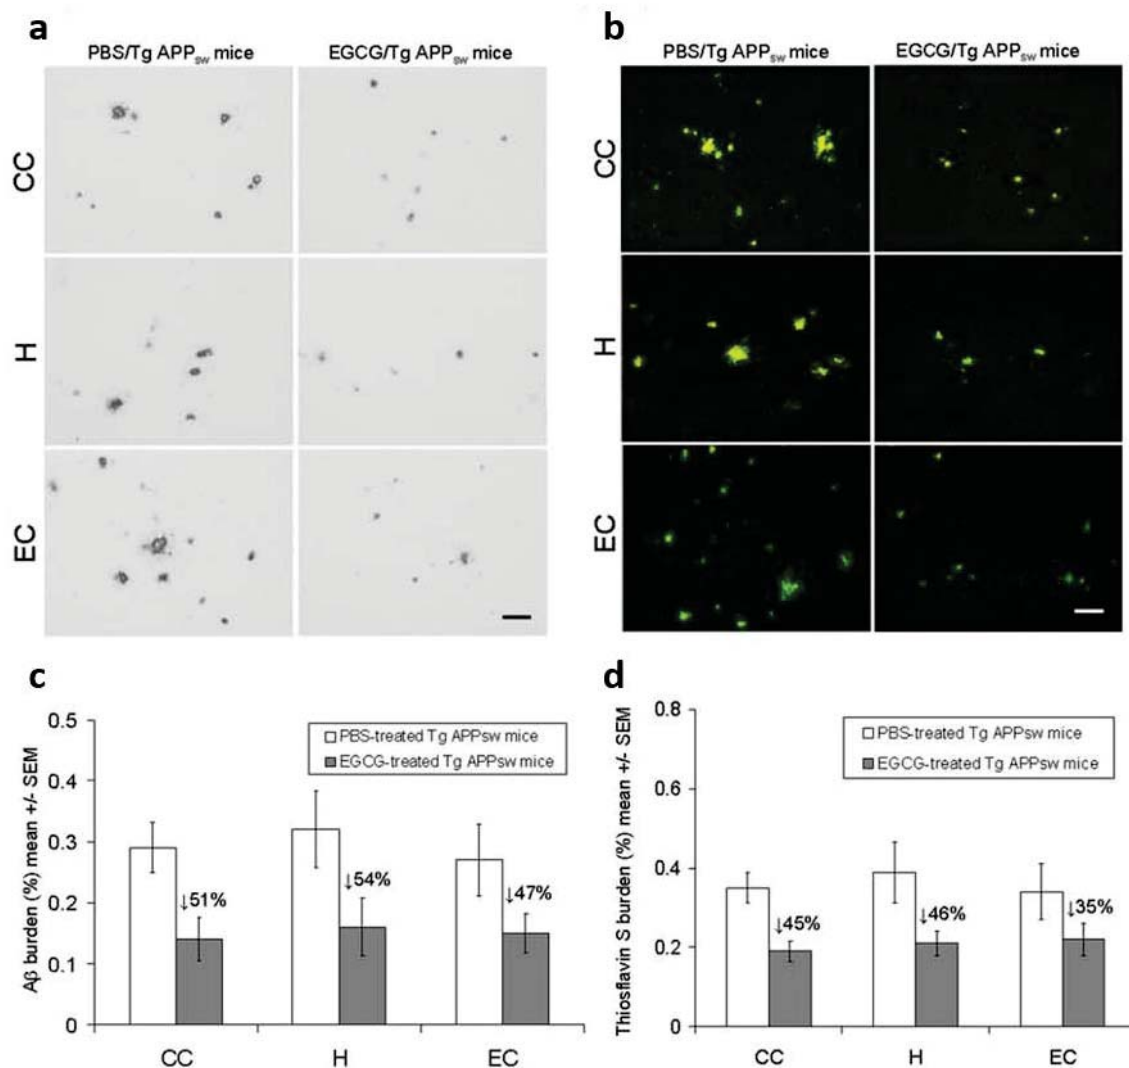 a
PBS/Tg APPsw mice
EGCG/Tg APPsw mice
CC
H
EC
b
PBS/Tg APPsw mice
EGCG/Tg APPsw mice
CC
H
EC
c
Aβ burden (%) mean +/- SEM
0.5
0.4
0.3
0.2
0.1
0
PBS-treated Tg APPsw mice
EGCG-treated Tg APPsw mice
↓51%
↓54%
↓47%
CC
H
EC
d
Thiosflavin S burden (%) mean +/- SEM
0.8
0.6
0.4
0.2
0
PBS-treated Tg APPsw mice
EGCG-treated Tg APPsw mice
↓45%
↓46%
↓35%
CC
H
EC